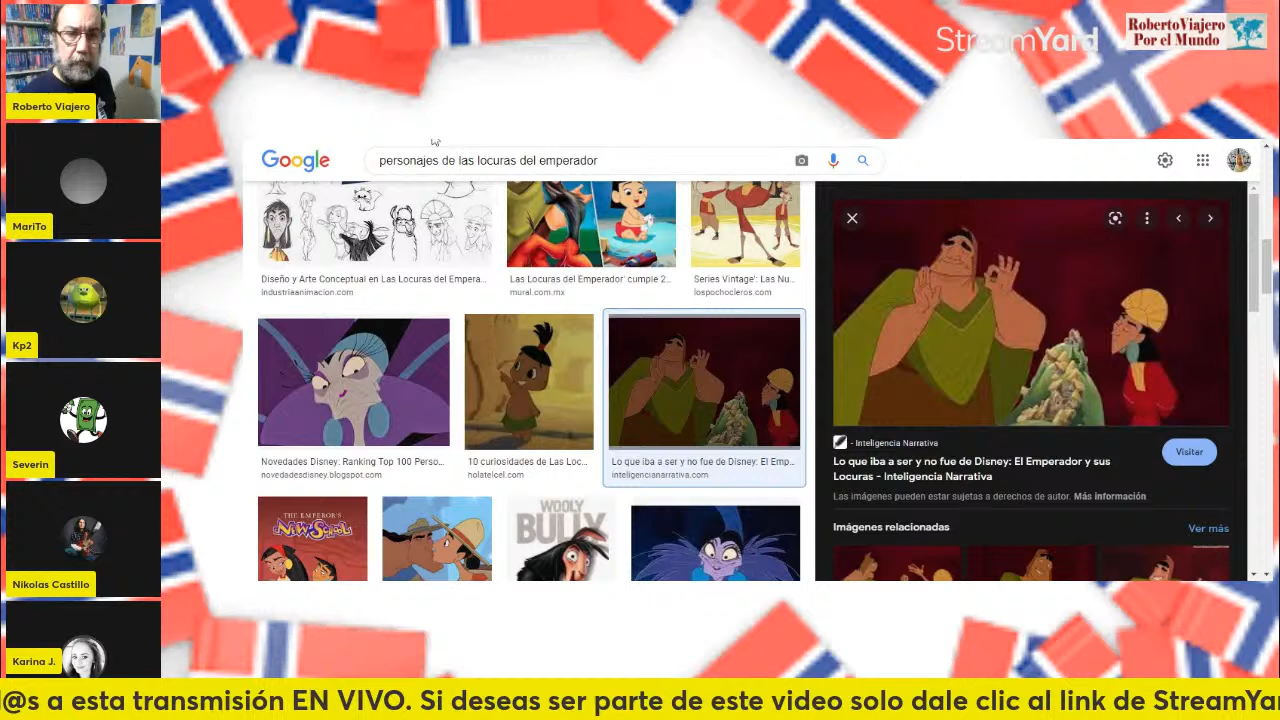 StreamYard
RobertoViajero
Por el Mundo
Roberto Viajero
MariTo
Kp2
Severin
Nikolas Castillo
Karina J.
Google
personajes de las locuras del emperador
Diseño y Arte Conceptual en Las Locuras del Empera...
industriaanimacion.com
Las Locuras del Emperador' cumple 2...
mural.com.mx
Series Vintage': Las Nu...
lospochocleros.com
Novedades Disney: Ranking Top 100 Perso...
novedadesdisney.blogspot.com
10 curiosidades de Las Loc...
holatelcel.com
Lo que iba a ser y no fue de Disney: El Emp...
inteligencianarrativa.com
THE EMPEROR'S
NEW SCHOOL
WOOLY
BULLY
- Inteligencia Narrativa
Lo que iba a ser y no fue de Disney: El Emperador y sus
Locuras - Inteligencia Narrativa
Visitar
Las imágenes pueden estar sujetas a derechos de autor. Más información
Imágenes relacionadas
Ver más
l@s a esta transmisión EN VIVO. Si deseas ser parte de este video solo dale clic al link de StreamYar